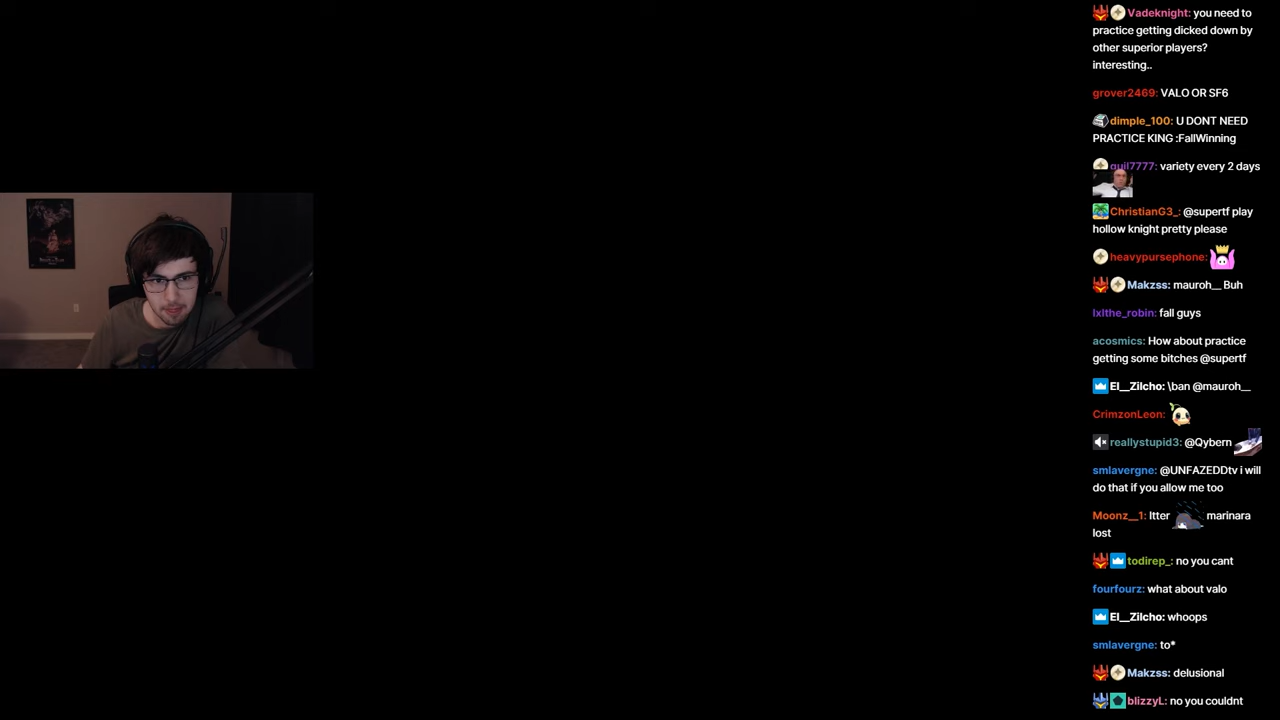 Vadeknight: you need to
practice getting dicked down by
other superior players?
interesting..
grover2469: VALO OR SF6
dimple_100: U DONT NEED
PRACTICE KING :FallWinning
quil7777: variety every 2 days
ChristianG3_: @supertf play
hollow knight pretty please
heavypursephone:
Makzss: mauroh__ Buh
lxlthe_robin: fall guys
acosmics: How about practice
getting some bitches @supertf
El__Zilcho: \ban @mauroh__
CrimzonLeon:
reallystupid3: @Qybern
smlavergne: @UNFAZEDDtv i will
do that if you allow me too
Moonz__1: Itter marinara
lost
todirep_: no you cant
fourfourz: what about valo
El__Zilcho: whoops
smlavergne: to*
Makzss: delusional
blizzyL: no you couldnt